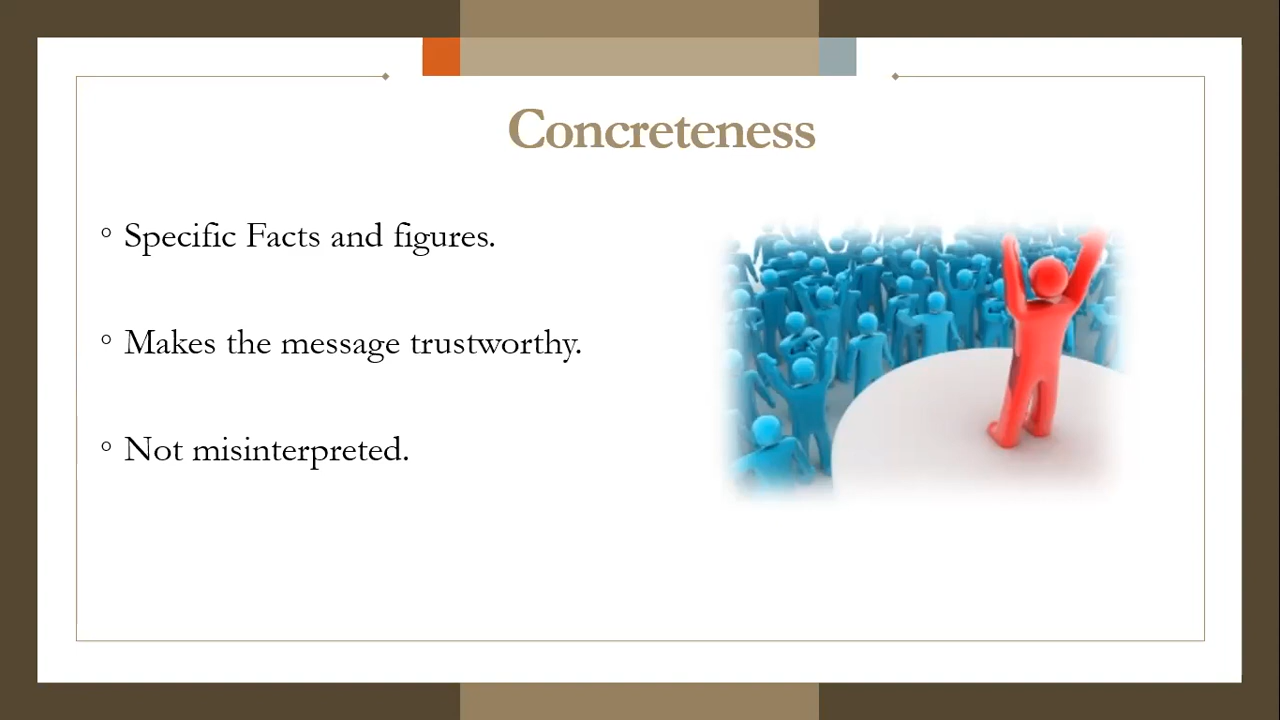 Concreteness
Specific Facts and figures.
Makes the message trustworthy.
Not misinterpreted.